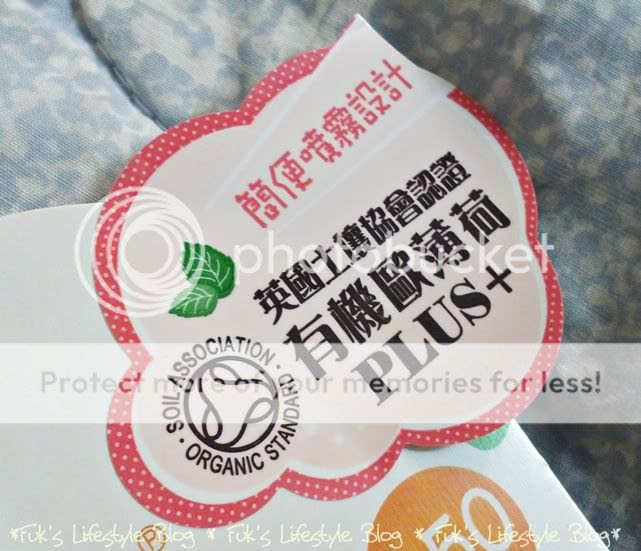 簡便噴霧設計
英國土壤協會認證
有機歐薄荷
PLUS+
SOIL ASSOCIATION
ORGANIC STANDARD
50
®
photobucket
Protect more of your memories for less!
*Fuk's Lifestyle Blog * Fuk's Lifestyle Blog * Fuk's Lifestyle Blog*